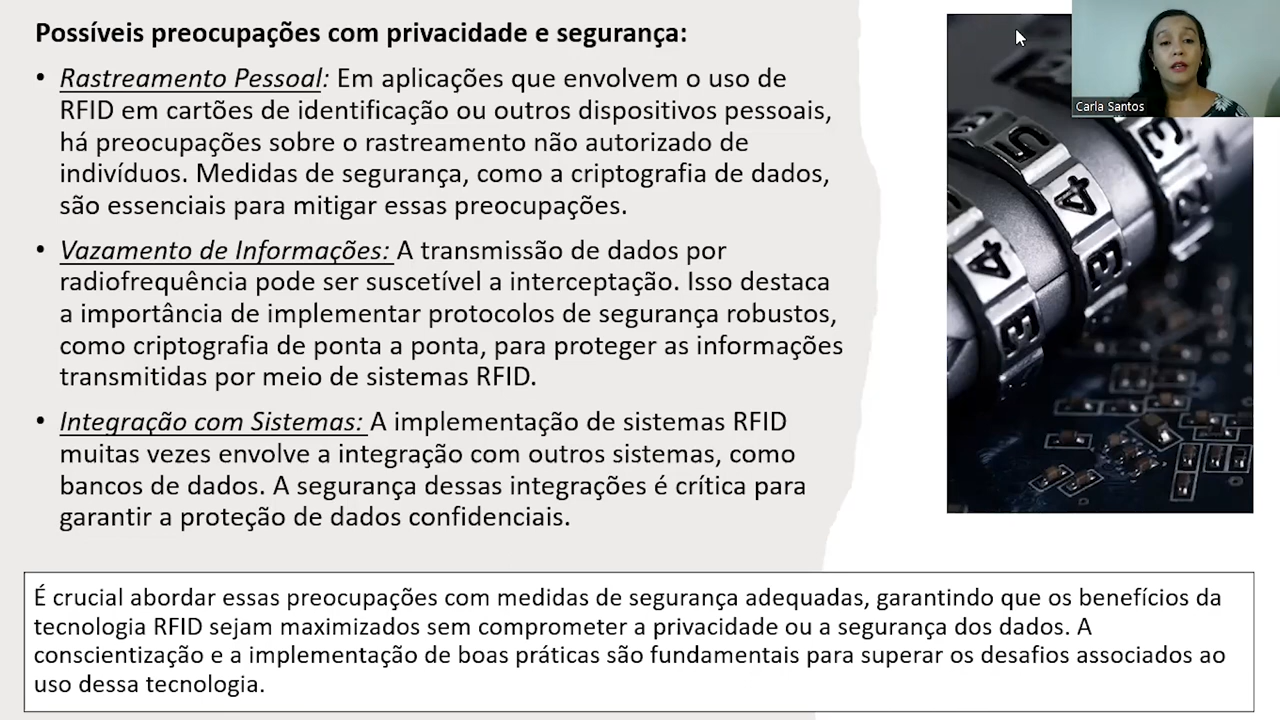 Possíveis preocupações com privacidade e segurança:
• Rastreamento Pessoal: Em aplicações que envolvem o uso de
RFID em cartões de identificação ou outros dispositivos pessoais,
há preocupações sobre o rastreamento não autorizado de
indivíduos. Medidas de segurança, como a criptografia de dados,
são essenciais para mitigar essas preocupações.
• Vazamento de Informações: A transmissão de dados por
radiofrequência pode ser suscetível a interceptação. Isso destaca
a importância de implementar protocolos de segurança robustos,
como criptografia de ponta a ponta, para proteger as informações
transmitidas por meio de sistemas RFID.
• Integração com Sistemas: A implementação de sistemas RFID
muitas vezes envolve a integração com outros sistemas, como
bancos de dados. A segurança dessas integrações é crítica para
garantir a proteção de dados confidenciais.
Carla Santos
É crucial abordar essas preocupações com medidas de segurança adequadas, garantindo que os benefícios da
tecnologia RFID sejam maximizados sem comprometer a privacidade ou a segurança dos dados. A
conscientização e a implementação de boas práticas são fundamentais para superar os desafios associados ao
uso dessa tecnologia.